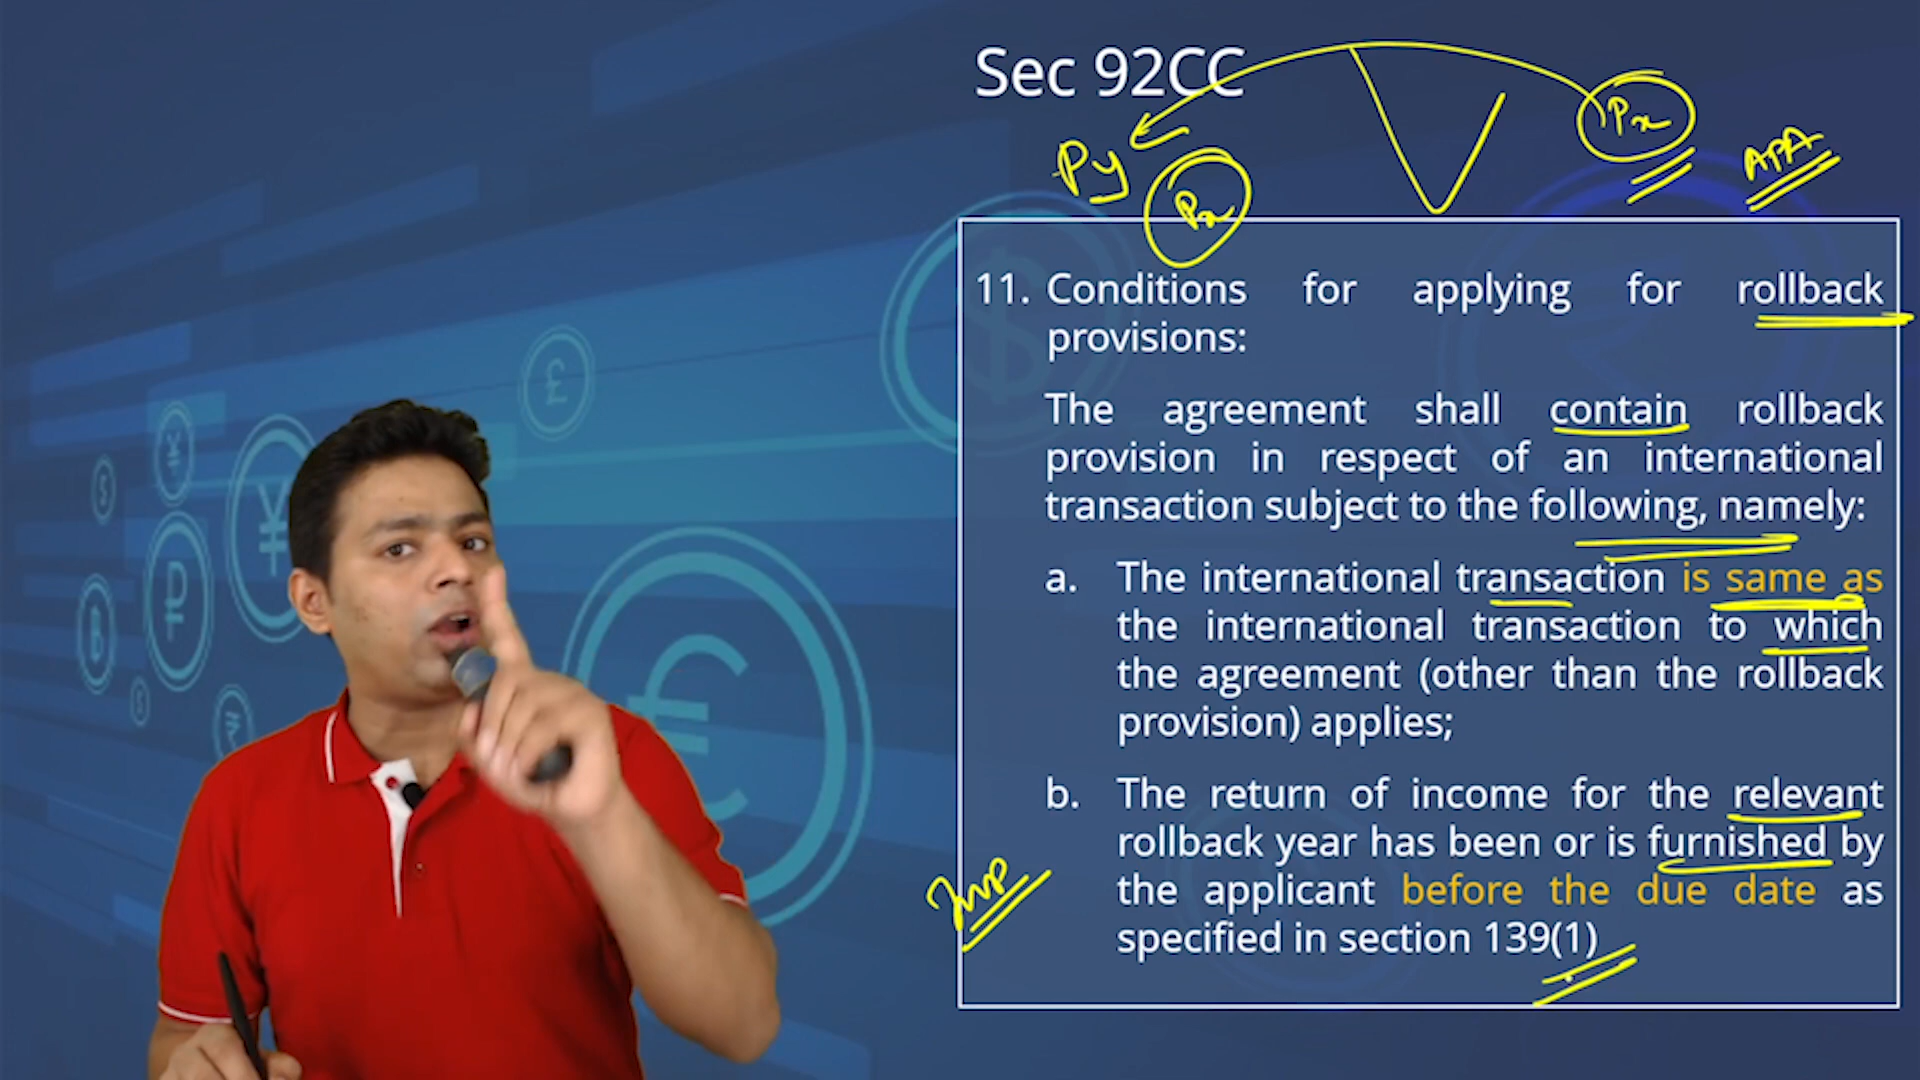 Sec 92CC
Px
APA
Py
Px
11. Conditions for applying for rollback
provisions:
The agreement shall contain rollback
provision in respect of an international
transaction subject to the following, namely:
a. The international transaction is same as
the international transaction to which
the agreement (other than the rollback
provision) applies;
b. The return of income for the relevant
rollback year has been or is furnished by
Imp
the applicant before the due date as
specified in section 139(1)